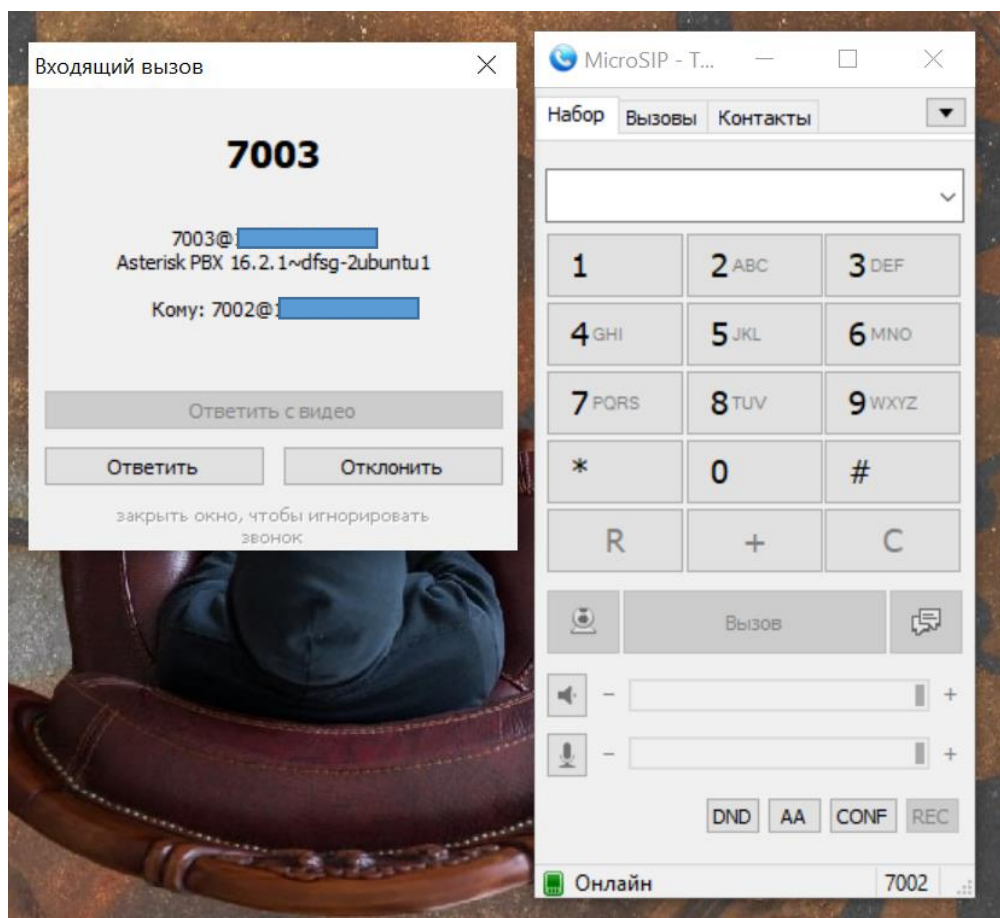 Входящий вызов
7003
7003@
Asterisk PBX 16.2.1~dfsg-2ubuntu1
Кому: 7002@
Ответить с видео
Ответить Отклонить
закрыть окно, чтобы игнорировать
звонок
MicroSIP - T...
Набор Вызовы Контакты
1 2 ABC 3 DEF
4 GHI 5 JKL 6 MNO
7 PQRS 8 TUV 9 WXYZ
* 0 #
R + C
Вызов
- +
- +
DND AA CONF REC
Онлайн 7002